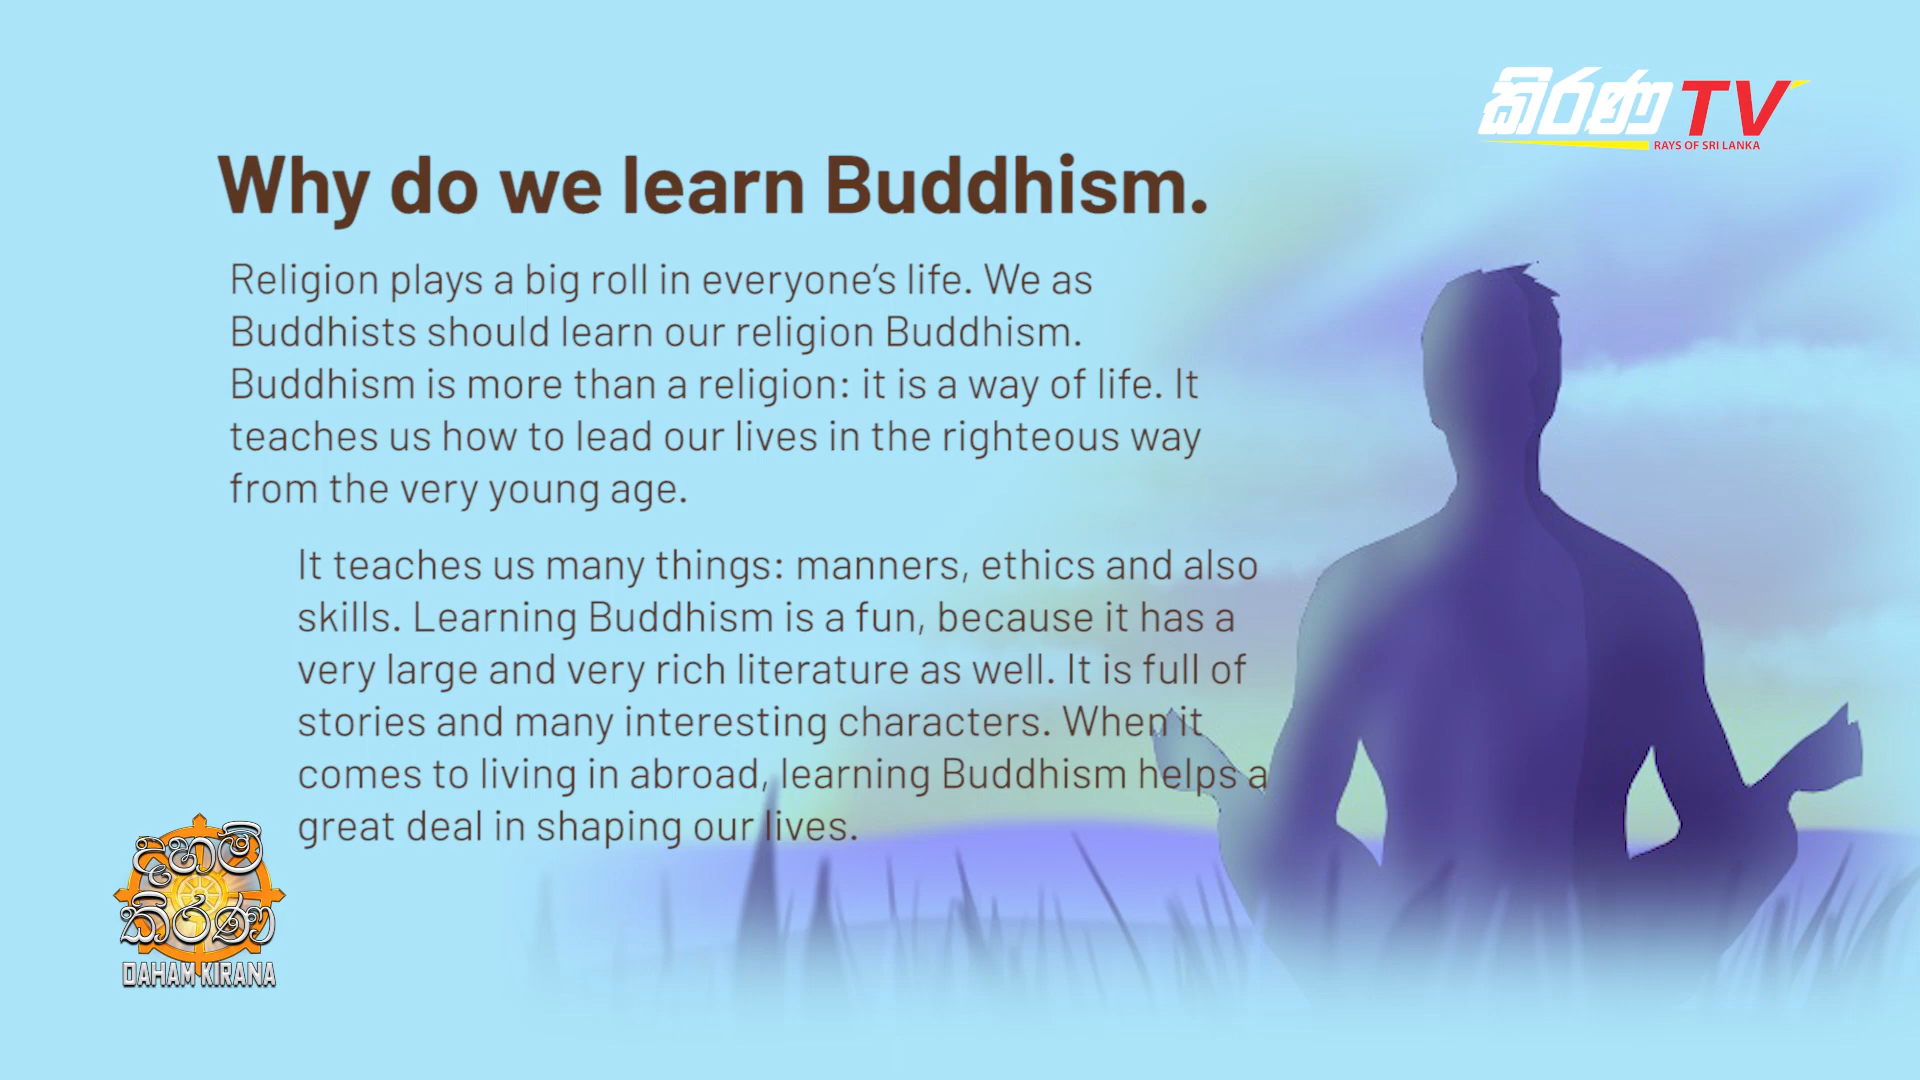 කිරණ TV
RAYS OF SRI LANKA
Why do we learn Buddhism.
Religion plays a big roll in everyone’s life. We as
Buddhists should learn our religion Buddhism.
Buddhism is more than a religion: it is a way of life. It
teaches us how to lead our lives in the righteous way
from the very young age.
It teaches us many things: manners, ethics and also
skills. Learning Buddhism is a fun, because it has a
very large and very rich literature as well. It is full of
stories and many interesting characters. When it
comes to living in abroad, learning Buddhism helps a
great deal in shaping our lives.
දහම්
කිරණ
DAHAM KIRANA